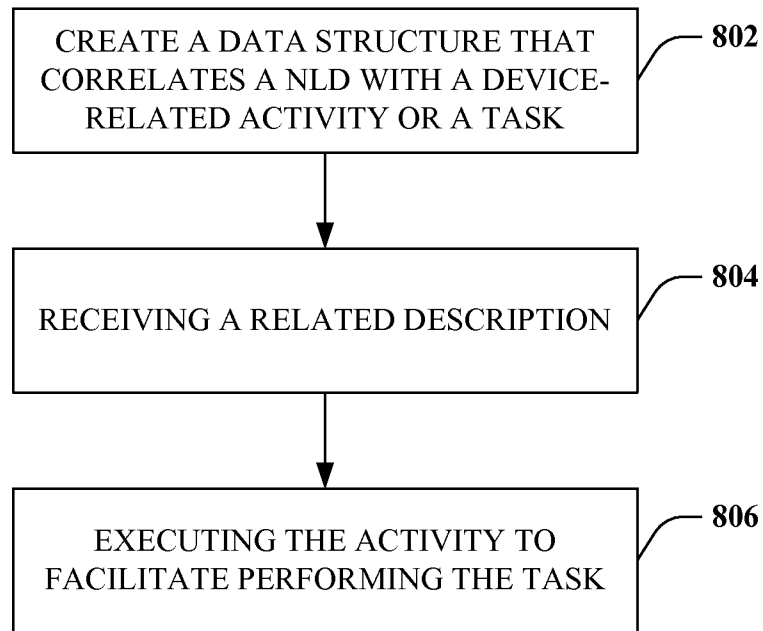 CREATE A DATA STRUCTURE THAT
CORRELATES A NLD WITH A DEVICE-
RELATED ACTIVITY OR A TASK
802
RECEIVING A RELATED DESCRIPTION
804
EXECUTING THE ACTIVITY TO
FACILITATE PERFORMING THE TASK
806